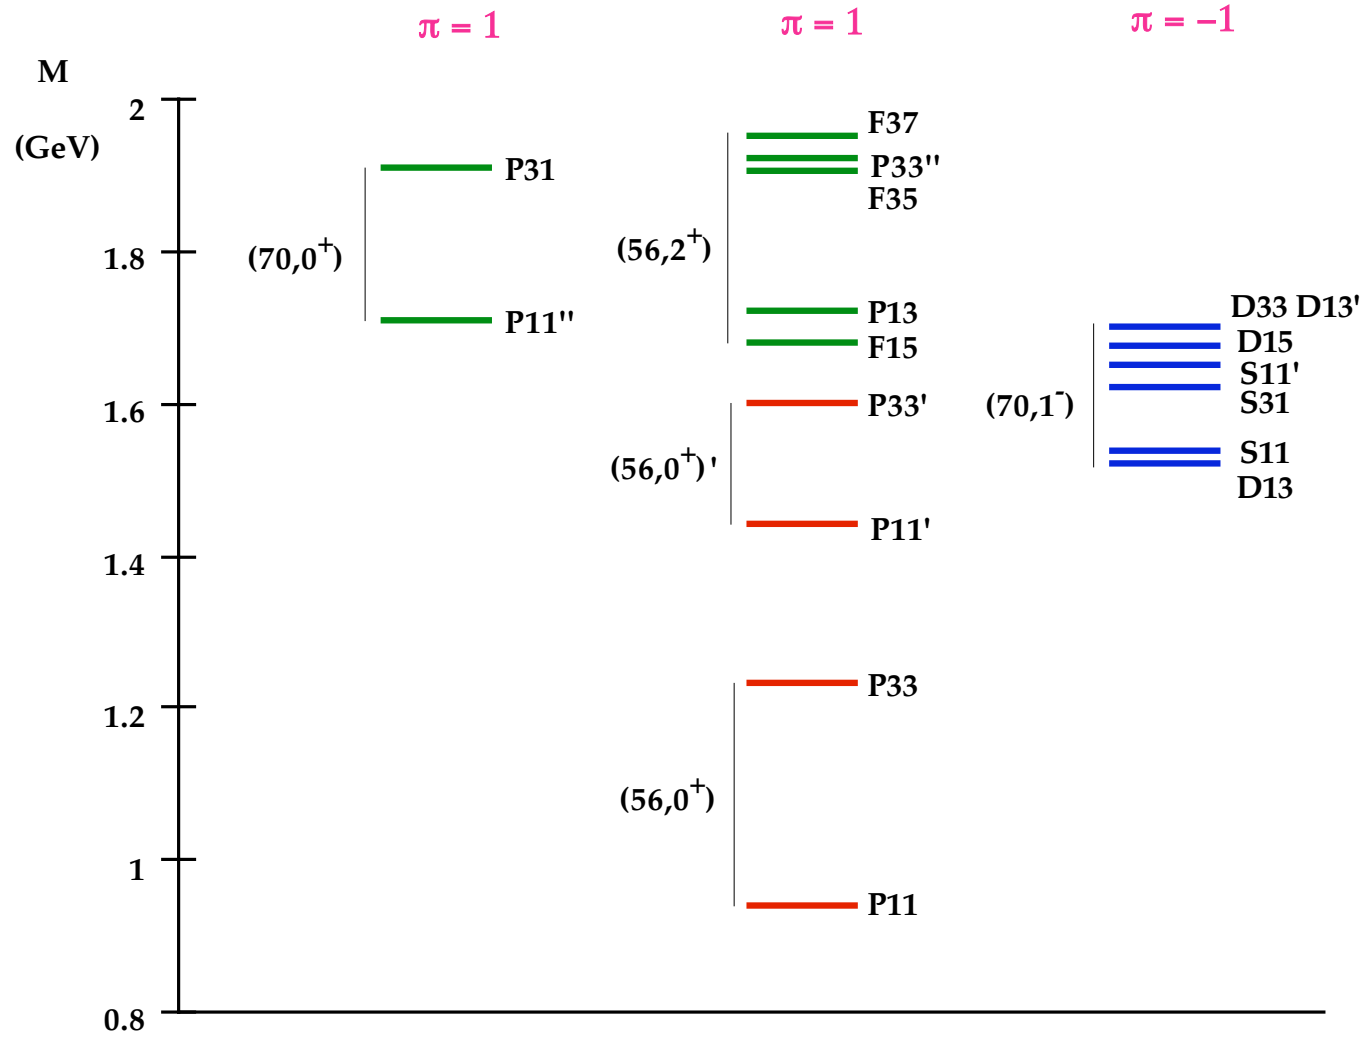 π = 1
π = 1
π = −1
M
(GeV)
2
1.8
1.6
1.4
1.2
1
0.8
(70,0⁺)
P31
P11''
(56,2⁺)
F37
P33''
F35
P13
F15
(56,0⁺)'
P33'
P11'
(56,0⁺)
P33
P11
(70,1⁻)
D33 D13'
D15
S11'
S31
S11
D13